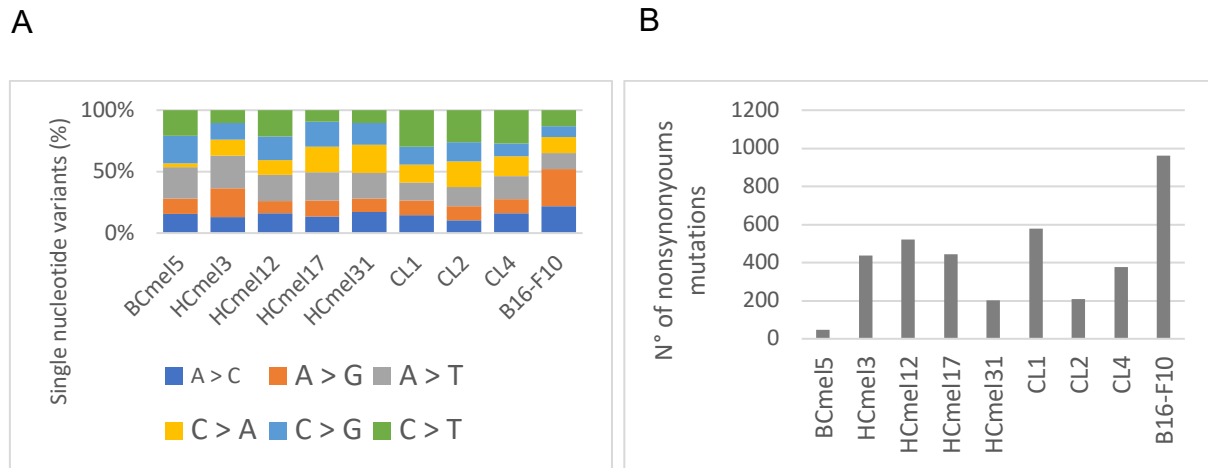 A
B
Single nucleotide variants (%)
100%
50%
0%
BCmel5
HCmel3
HCmel12
HCmel17
HCmel31
CL1
CL2
CL4
B16-F10
A > C
A > G
A > T
C > A
C > G
C > T
N° of nonsynonyoums
mutations
1200
1000
800
600
400
200
0
BCmel5
HCmel3
HCmel12
HCmel17
HCmel31
CL1
CL2
CL4
B16-F10